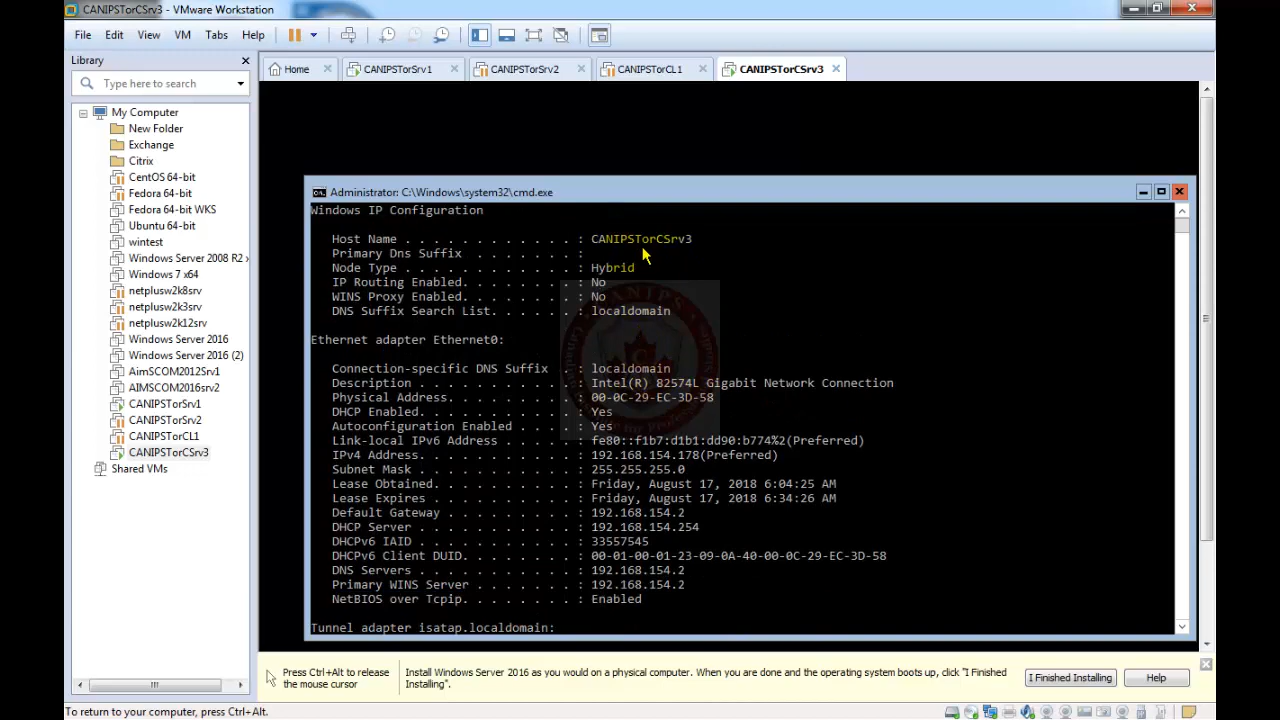 CANIPSTorCSrv3 - VMware Workstation
File Edit View VM Tabs Help
Library
Type here to search
Home
CANIPSTorSrv1
CANIPSTorSrv2
CANIPSTorCL1
CANIPSTorCSrv3
My Computer
New Folder
Exchange
Citrix
CentOS 64-bit
Fedora 64-bit
Fedora 64-bit WKS
Ubuntu 64-bit
wintest
Windows Server 2008 R2 x
Windows 7 x64
netplusw2k8srv
netplusw2k3srv
netplusw2k12srv
Windows Server 2016
Windows Server 2016 (2)
AimSCOM2012Srv1
AIMSCOM2016srv2
CANIPSTorSrv1
CANIPSTorSrv2
CANIPSTorCL1
CANIPSTorCSrv3
Shared VMs
Administrator: C:\Windows\system32\cmd.exe
Windows IP Configuration
Host Name . . . . . . . . . . . . : CANIPSTorCSrv3
Primary Dns Suffix . . . . . . . :
Node Type . . . . . . . . . . . . : Hybrid
IP Routing Enabled. . . . . . . . : No
WINS Proxy Enabled. . . . . . . . : No
DNS Suffix Search List. . . . . . : localdomain
Ethernet adapter Ethernet0:
Connection-specific DNS Suffix . : localdomain
Description . . . . . . . . . . . : Intel(R) 82574L Gigabit Network Connection
Physical Address. . . . . . . . . : 00-0C-29-EC-3D-58
DHCP Enabled. . . . . . . . . . . : Yes
Autoconfiguration Enabled . . . . : Yes
Link-local IPv6 Address . . . . . : fe80::f1b7:d1b1:dd90:b774%2(Preferred)
IPv4 Address. . . . . . . . . . . : 192.168.154.178(Preferred)
Subnet Mask . . . . . . . . . . . : 255.255.255.0
Lease Obtained. . . . . . . . . . : Friday, August 17, 2018 6:04:25 AM
Lease Expires . . . . . . . . . . : Friday, August 17, 2018 6:34:26 AM
Default Gateway . . . . . . . . . : 192.168.154.2
DHCP Server . . . . . . . . . . . : 192.168.154.254
DHCPv6 IAID . . . . . . . . . . . : 33557545
DHCPv6 Client DUID. . . . . . . . : 00-01-00-01-23-09-0A-40-00-0C-29-EC-3D-58
DNS Servers . . . . . . . . . . . : 192.168.154.2
Primary WINS Server . . . . . . . : 192.168.154.2
NetBIOS over Tcpip. . . . . . . . : Enabled
Tunnel adapter isatap.localdomain:
Press Ctrl+Alt to release
the mouse cursor
Install Windows Server 2016 as you would on a physical computer. When you are done and the operating system boots up, click "I Finished
Installing".
I Finished Installing
Help
To return to your computer, press Ctrl+Alt.